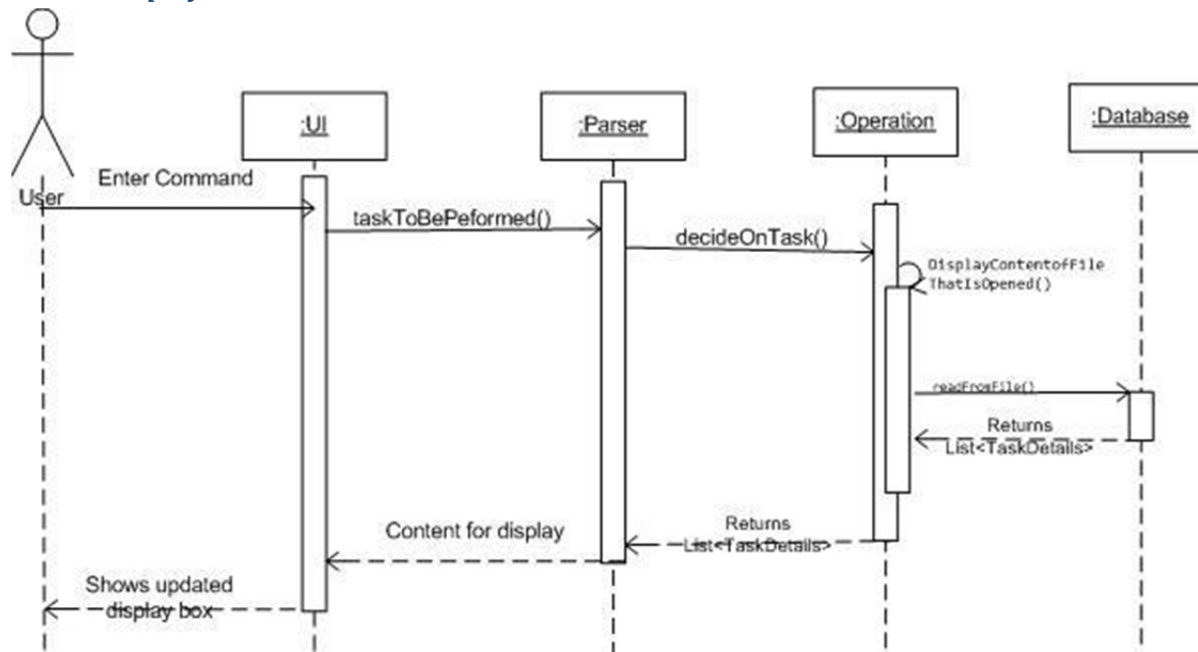 :UI
:Parser
:Operation
:Database
User
Enter Command
taskToBePeformed()
decideOnTask()
DisplayContentofFile
ThatIsOpened()
readFromFile()
Returns
List<TaskDetails>
Returns
List<TaskDetails>
Content for display
Shows updated
display box